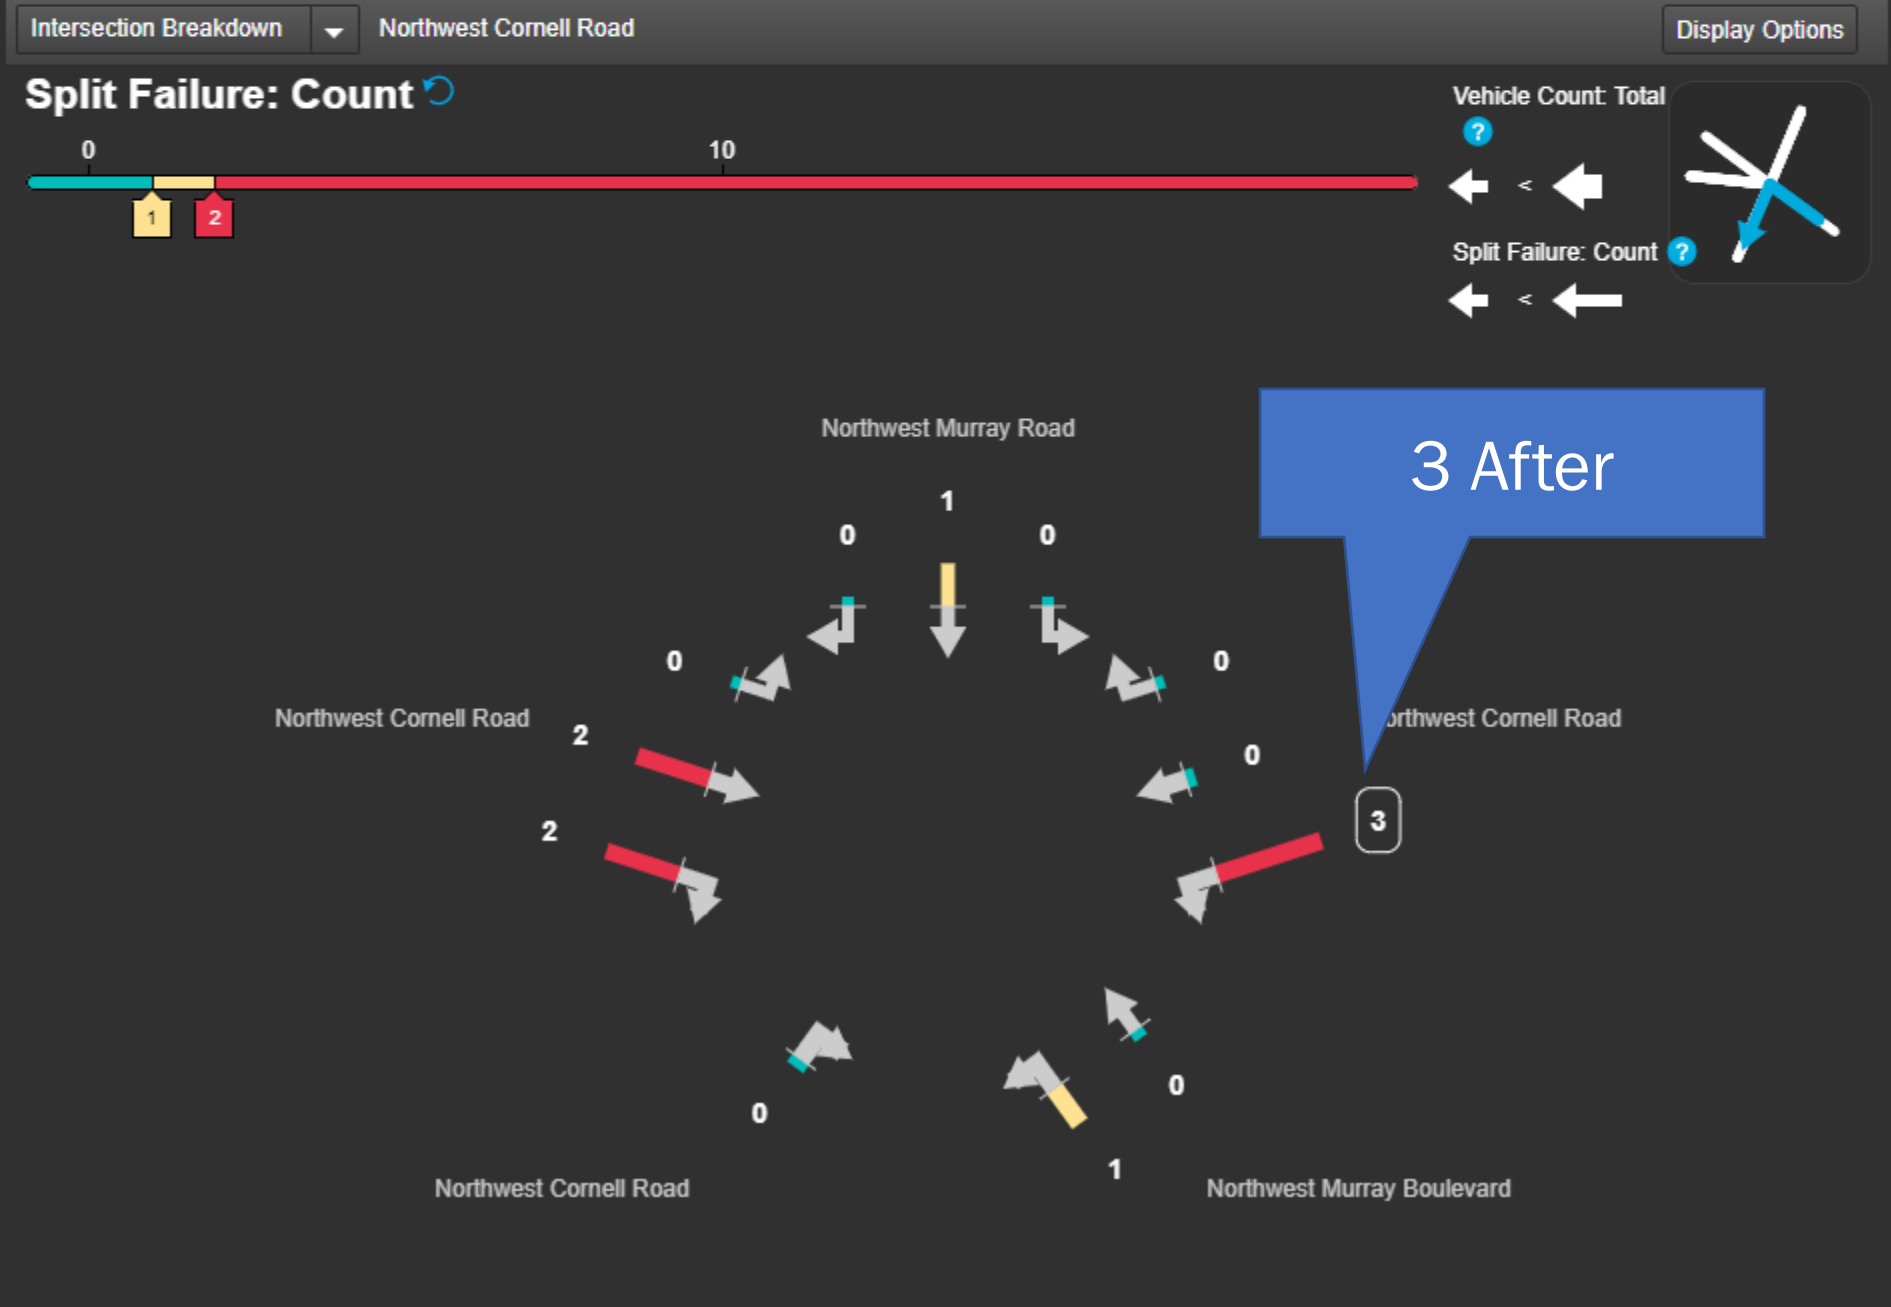 Intersection Breakdown
Northwest Cornell Road
Display Options
Split Failure: Count
Vehicle Count: Total
?
0
10
1
2
<
Split Failure: Count
?
<
3 After
Northwest Murray Road
1
0
0
0
0
Northwest Cornell Road
2
orthwest Cornell Road
0
3
2
0
0
1
Northwest Cornell Road
Northwest Murray Boulevard